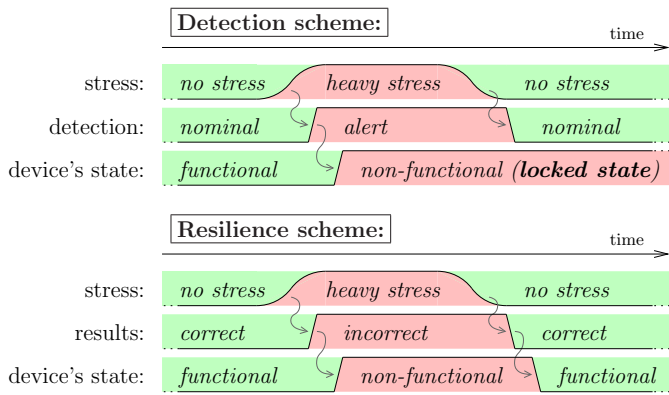 Detection scheme:
time
stress: no stress heavy stress no stress
detection: nominal alert nominal
device's state: functional non-functional (locked state)
Resilience scheme:
time
stress: no stress heavy stress no stress
results: correct incorrect correct
device's state: functional non-functional functional